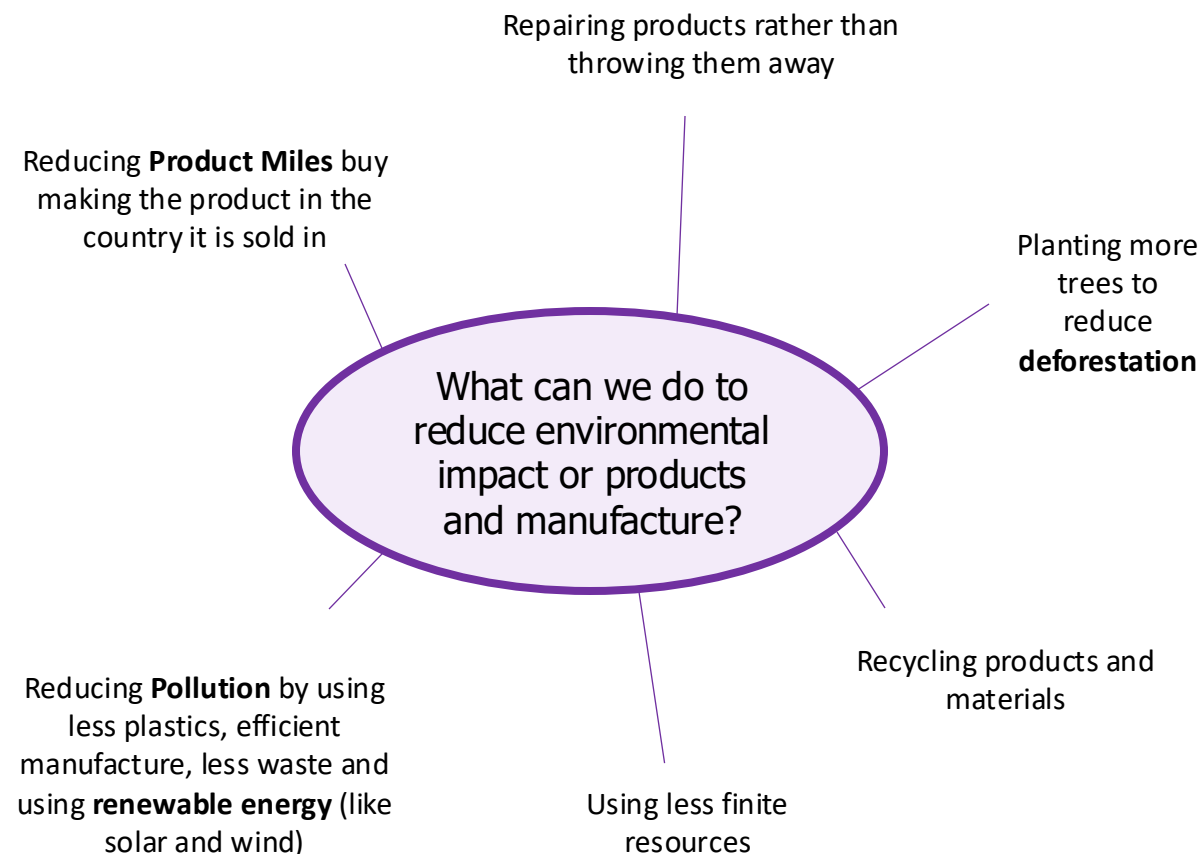 Repairing products rather than
throwing them away
Reducing Product Miles buy
making the product in the
country it is sold in
Planting more
trees to
reduce
deforestation
What can we do to
reduce environmental
impact or products
and manufacture?
Recycling products and
materials
Reducing Pollution by using
less plastics, efficient
manufacture, less waste and
using renewable energy (like
solar and wind)
Using less finite
resources